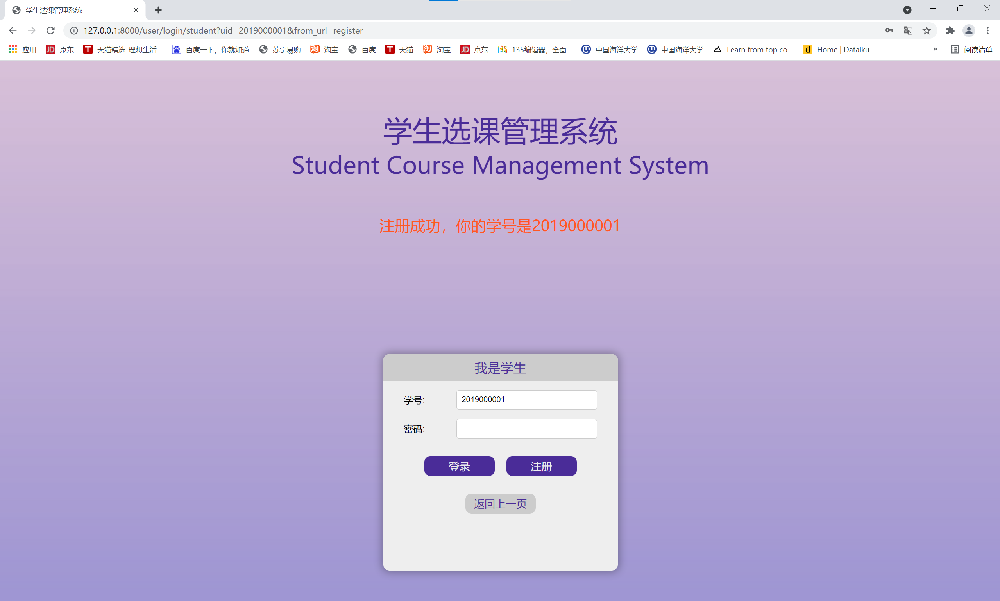 学生选课管理系统
127.0.0.1:8000/user/login/student?uid=2019000001&from_url=register
应用 JD 京东 T 天猫精选-理想生活... 百度一下，你就知道 苏宁易购 淘 淘宝 百度 T 天猫 淘 淘宝 JD 京东 135 135编辑器，全面... 中国海洋大学 中国海洋大学 Learn from top co... d Home | Dataiku » 阅读清单
学生选课管理系统
Student Course Management System
注册成功，你的学号是2019000001
我是学生
学号: 2019000001
密码:
登录 注册
返回上一页